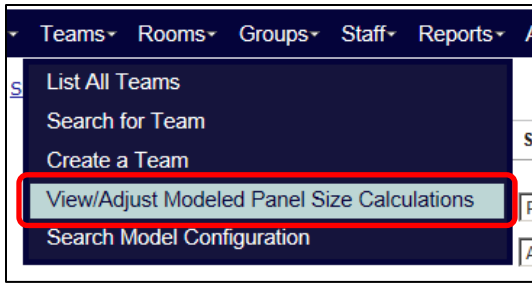 Teams Rooms Groups Staff Reports A
S
List All Teams
Search for Team
s
Create a Team
View/Adjust Modeled Panel Size Calculations
Search Model Configuration
A